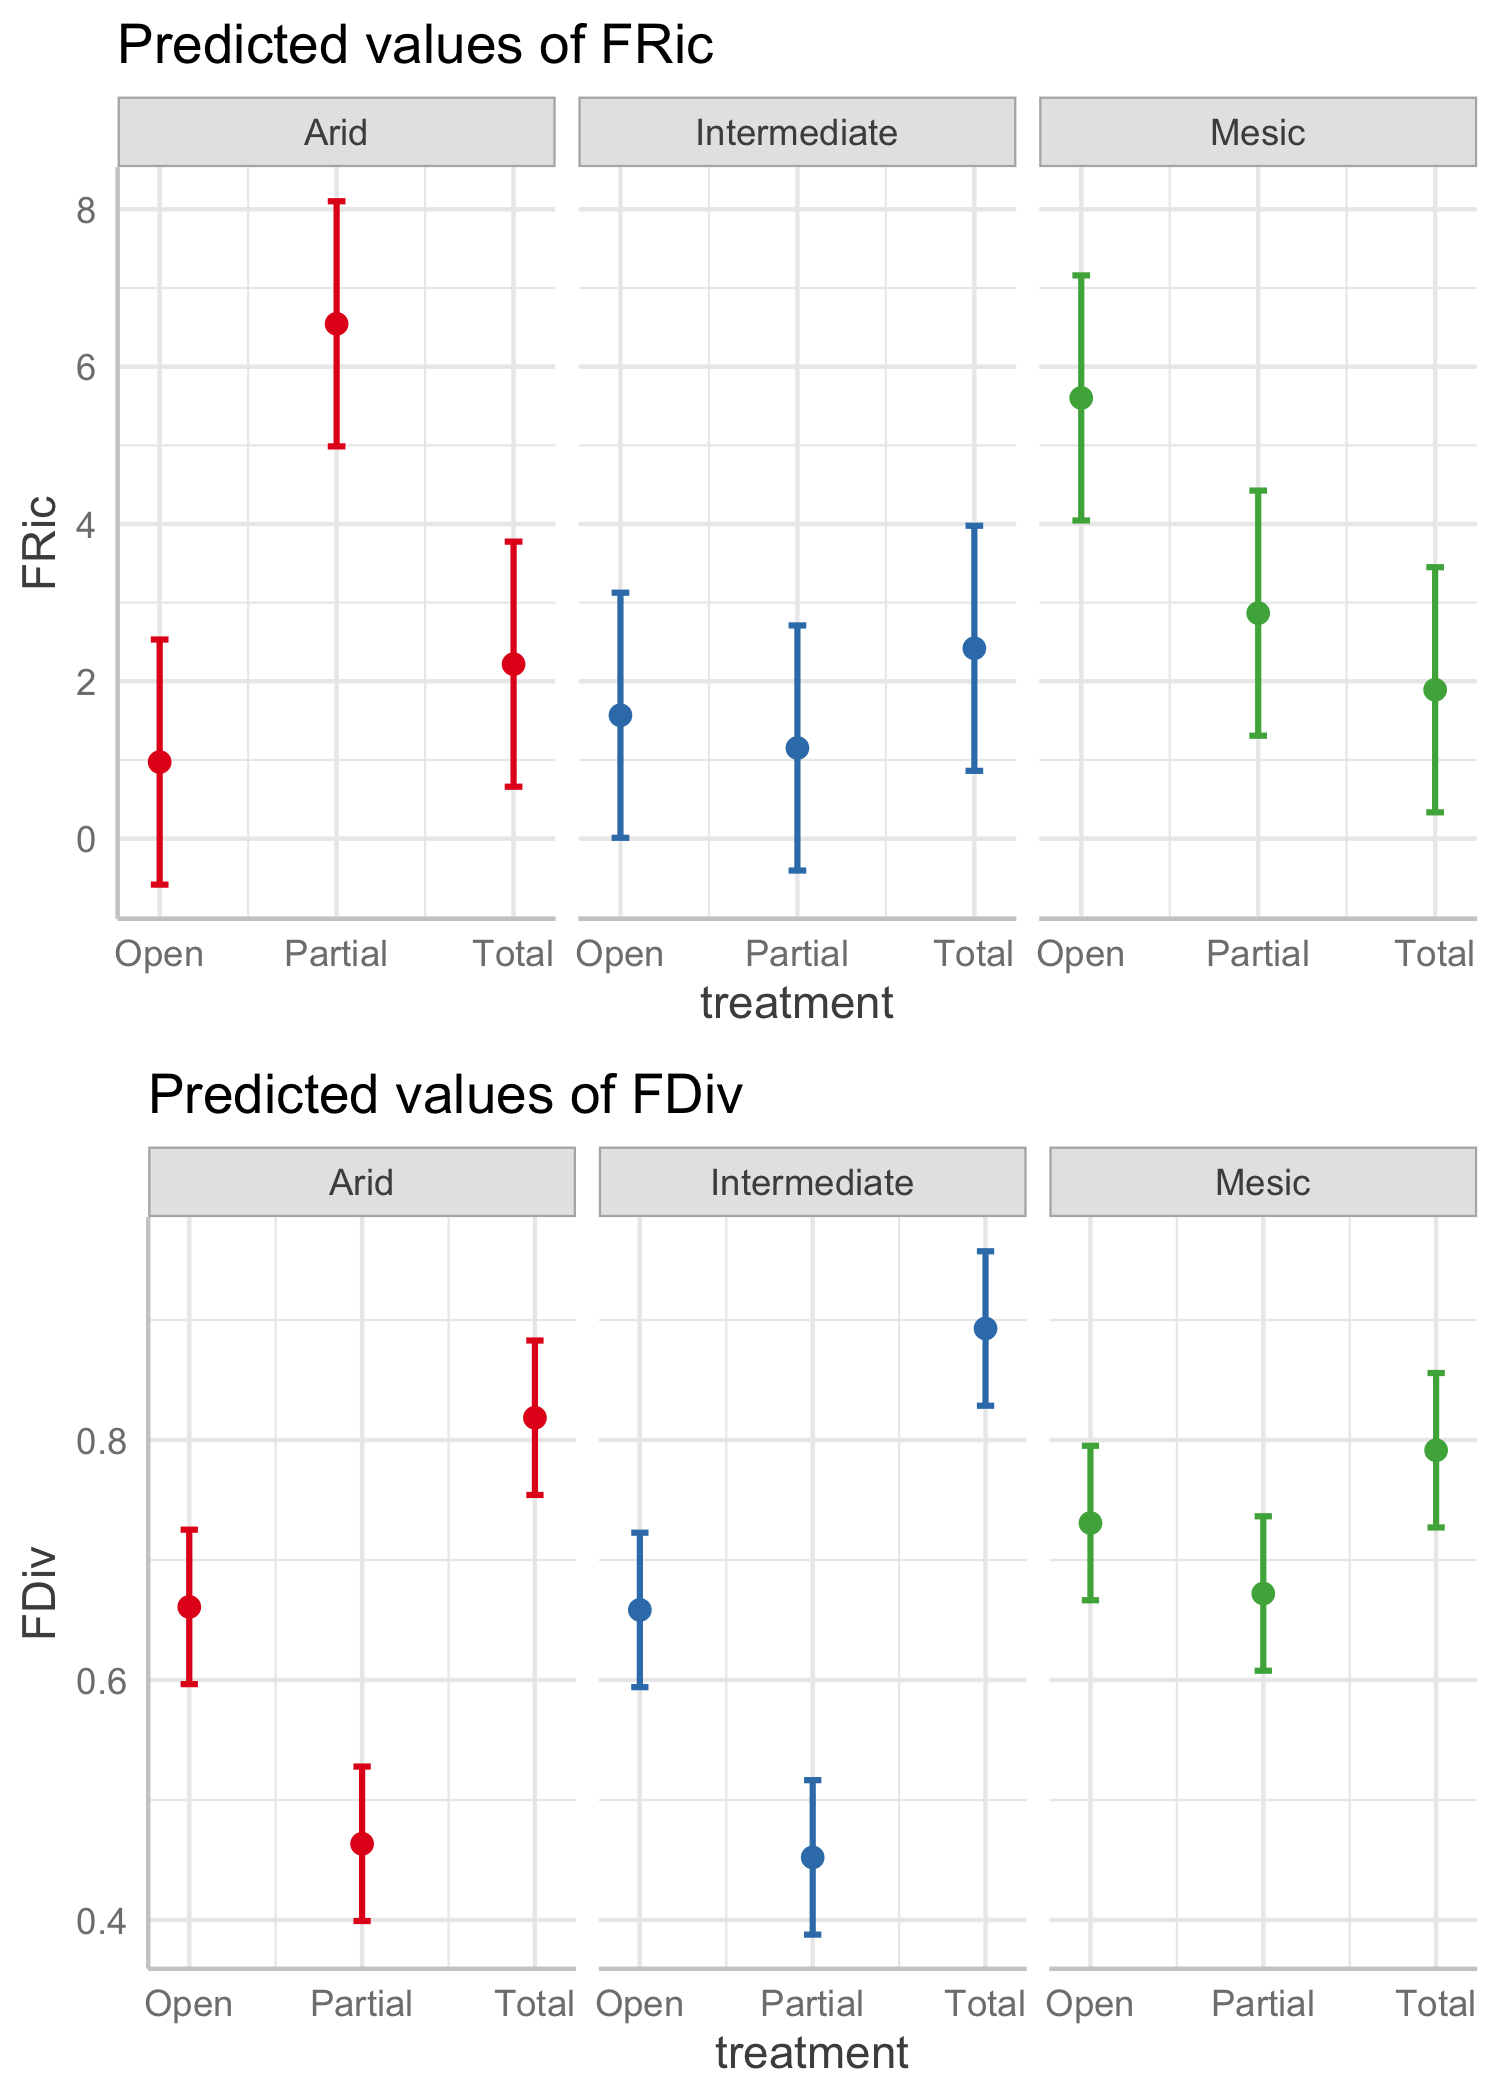 Predicted values of FRic
Arid Intermediate Mesic
8
6
4
2
0
FRic
Open Partial Total Open Partial Total Open Partial Total
treatment
Predicted values of FDiv
Arid Intermediate Mesic
0.8
0.6
0.4
FDiv
Open Partial Total Open Partial Total Open Partial Total
treatment